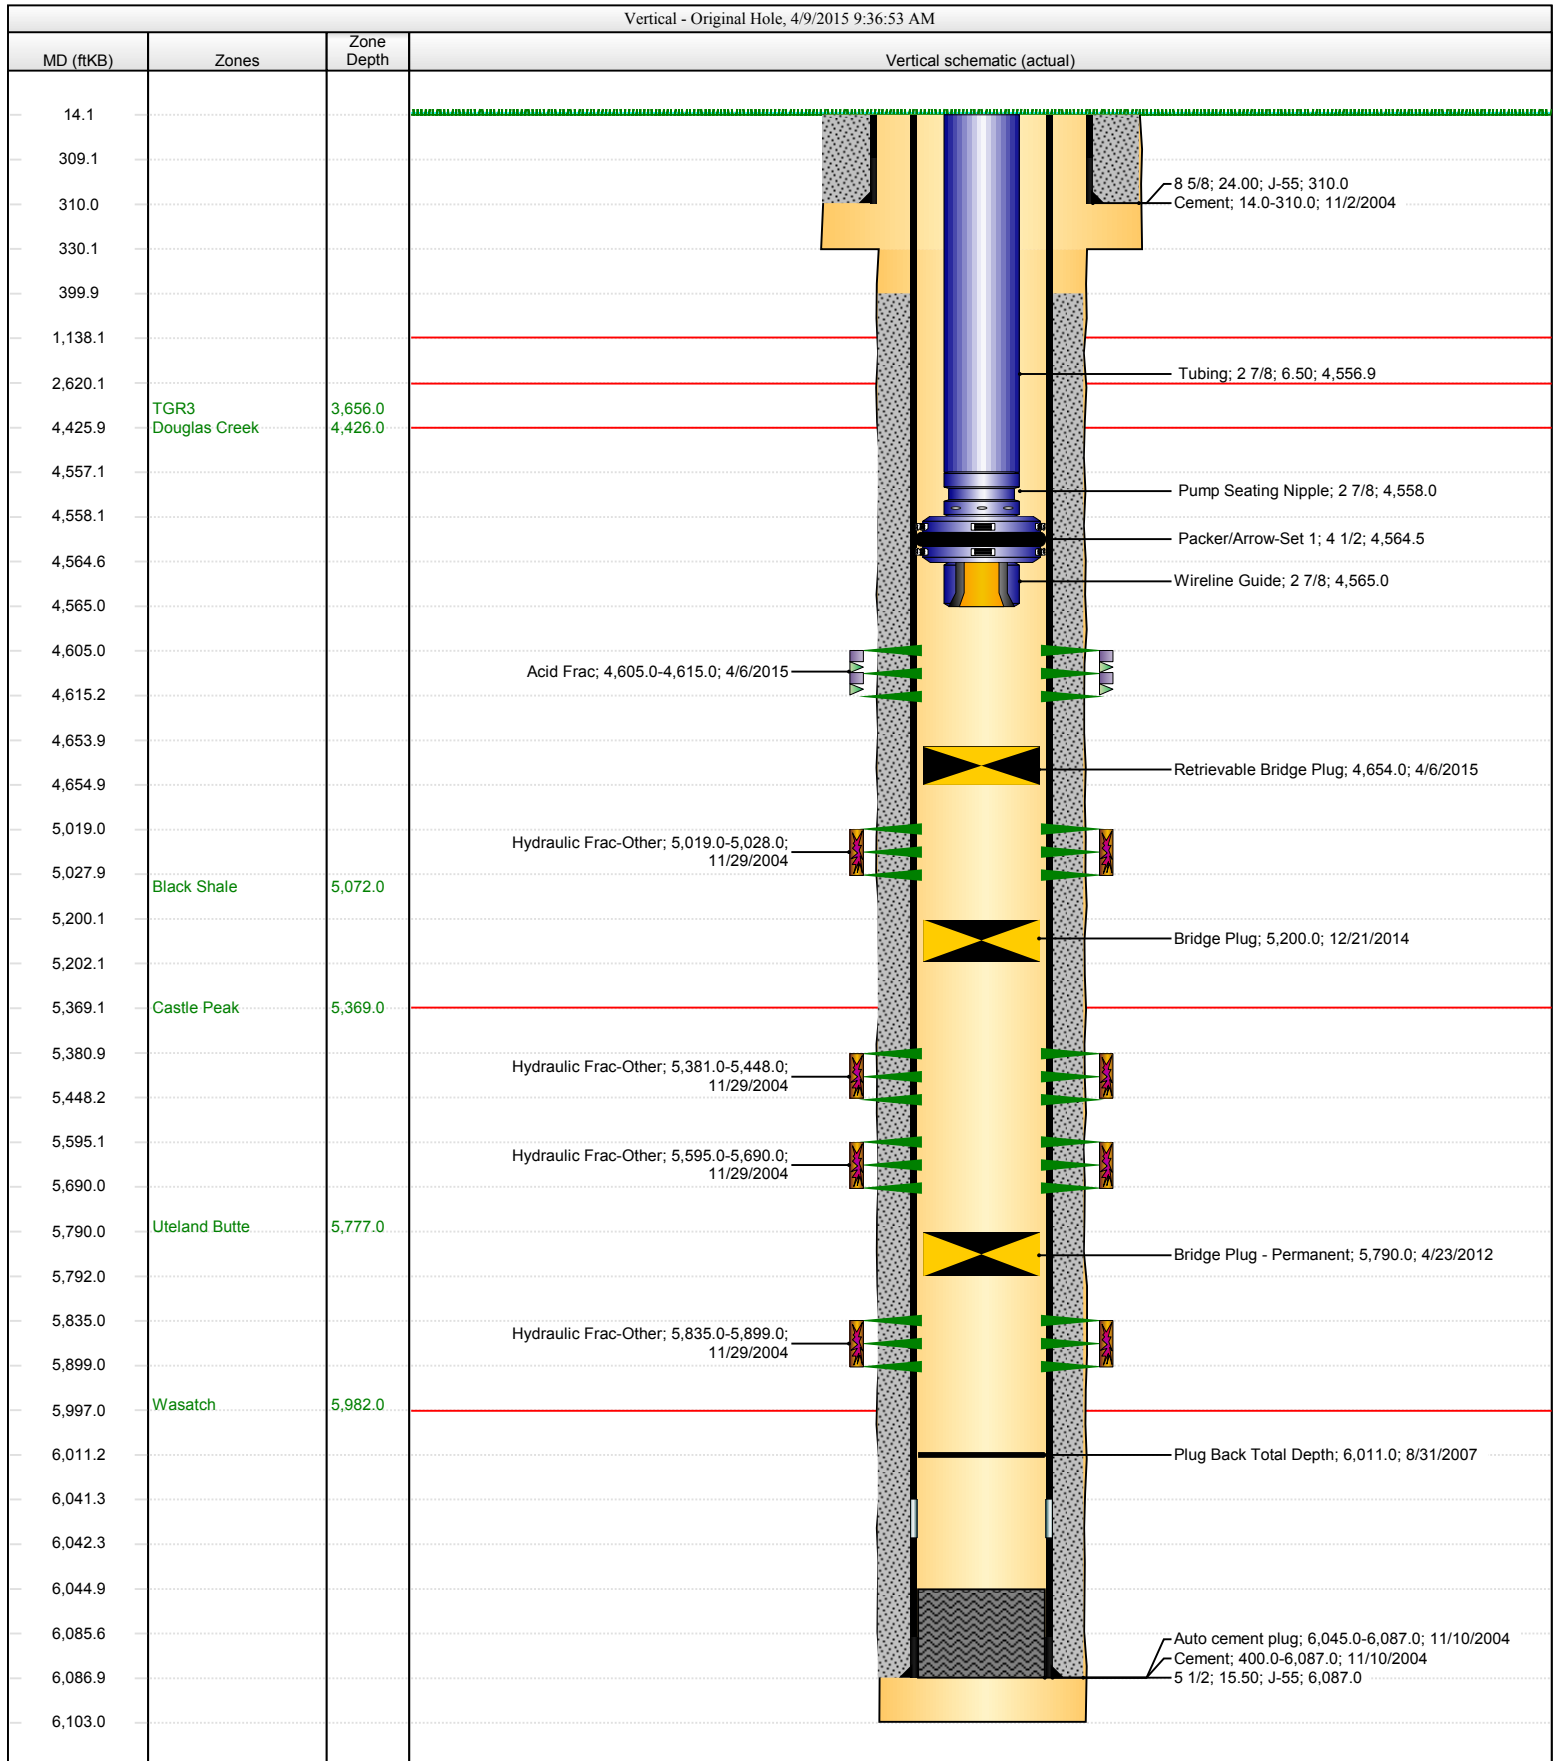 Vertical - Original Hole, 4/9/2015 9:36:53 AM
MD (ftKB)
Zones
Zone
Depth
Vertical schematic (actual)
14.1
309.1
8 5/8; 24.00; J-55; 310.0
310.0
Cement; 14.0-310.0; 11/2/2004
330.1
399.9
1,138.1
Tubing; 2 7/8; 6.50; 4,556.9
2,620.1
TGR3 3,656.0
4,425.9 Douglas Creek 4,426.0
4,557.1
Pump Seating Nipple; 2 7/8; 4,558.0
4,558.1
Packer/Arrow-Set 1; 4 1/2; 4,564.5
4,564.6
Wireline Guide; 2 7/8; 4,565.0
4,565.0
4,605.0
Acid Frac; 4,605.0-4,615.0; 4/6/2015
4,615.2
4,653.9
Retrievable Bridge Plug; 4,654.0; 4/6/2015
4,654.9
5,019.0
Hydraulic Frac-Other; 5,019.0-5,028.0;
11/29/2004
5,027.9
Black Shale 5,072.0
5,200.1
Bridge Plug; 5,200.0; 12/21/2014
5,202.1
5,369.1 Castle Peak 5,369.0
5,380.9
Hydraulic Frac-Other; 5,381.0-5,448.0;
11/29/2004
5,448.2
5,595.1
Hydraulic Frac-Other; 5,595.0-5,690.0;
11/29/2004
5,690.0
Uteland Butte 5,777.0
5,790.0
Bridge Plug - Permanent; 5,790.0; 4/23/2012
5,792.0
5,835.0
Hydraulic Frac-Other; 5,835.0-5,899.0;
11/29/2004
5,899.0
Wasatch 5,982.0
5,997.0
6,011.2
Plug Back Total Depth; 6,011.0; 8/31/2007
6,041.3
6,042.3
6,044.9
6,085.6
Auto cement plug; 6,045.0-6,087.0; 11/10/2004
Cement; 400.0-6,087.0; 11/10/2004
6,086.9
5 1/2; 15.50; J-55; 6,087.0
6,103.0